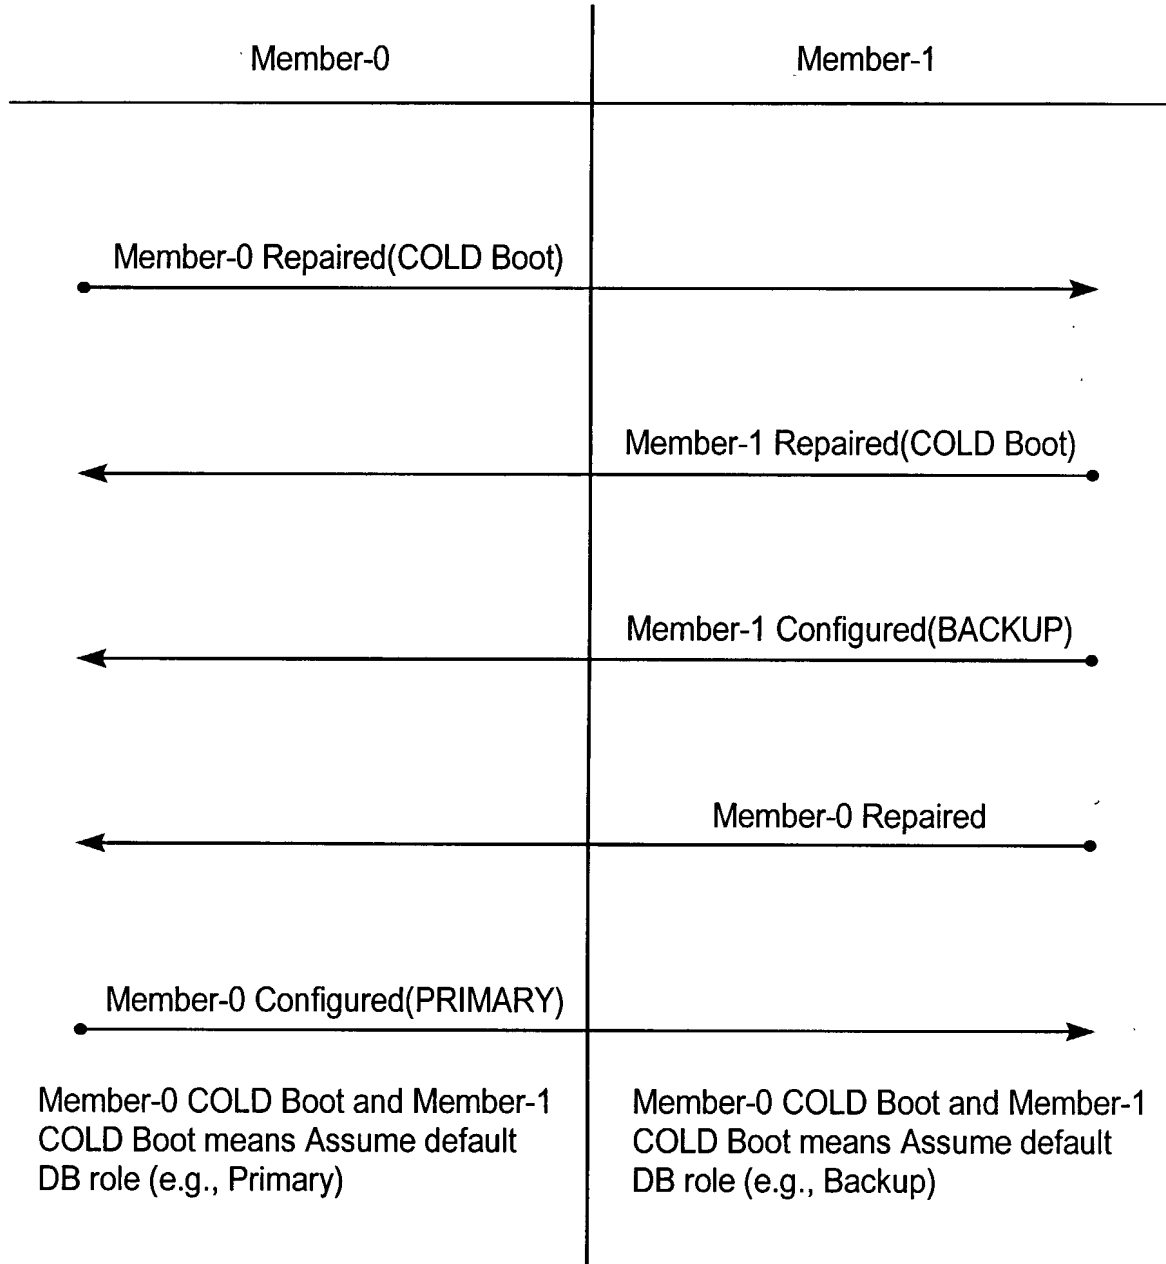 Member-0
Member-1
Member-0 Repaired(COLD Boot)
Member-1 Repaired(COLD Boot)
Member-1 Configured(BACKUP)
Member-0 Repaired
Member-0 Configured(PRIMARY)
Member-0 COLD Boot and Member-1
COLD Boot means Assume default
DB role (e.g., Primary)
Member-0 COLD Boot and Member-1
COLD Boot means Assume default
DB role (e.g., Backup)